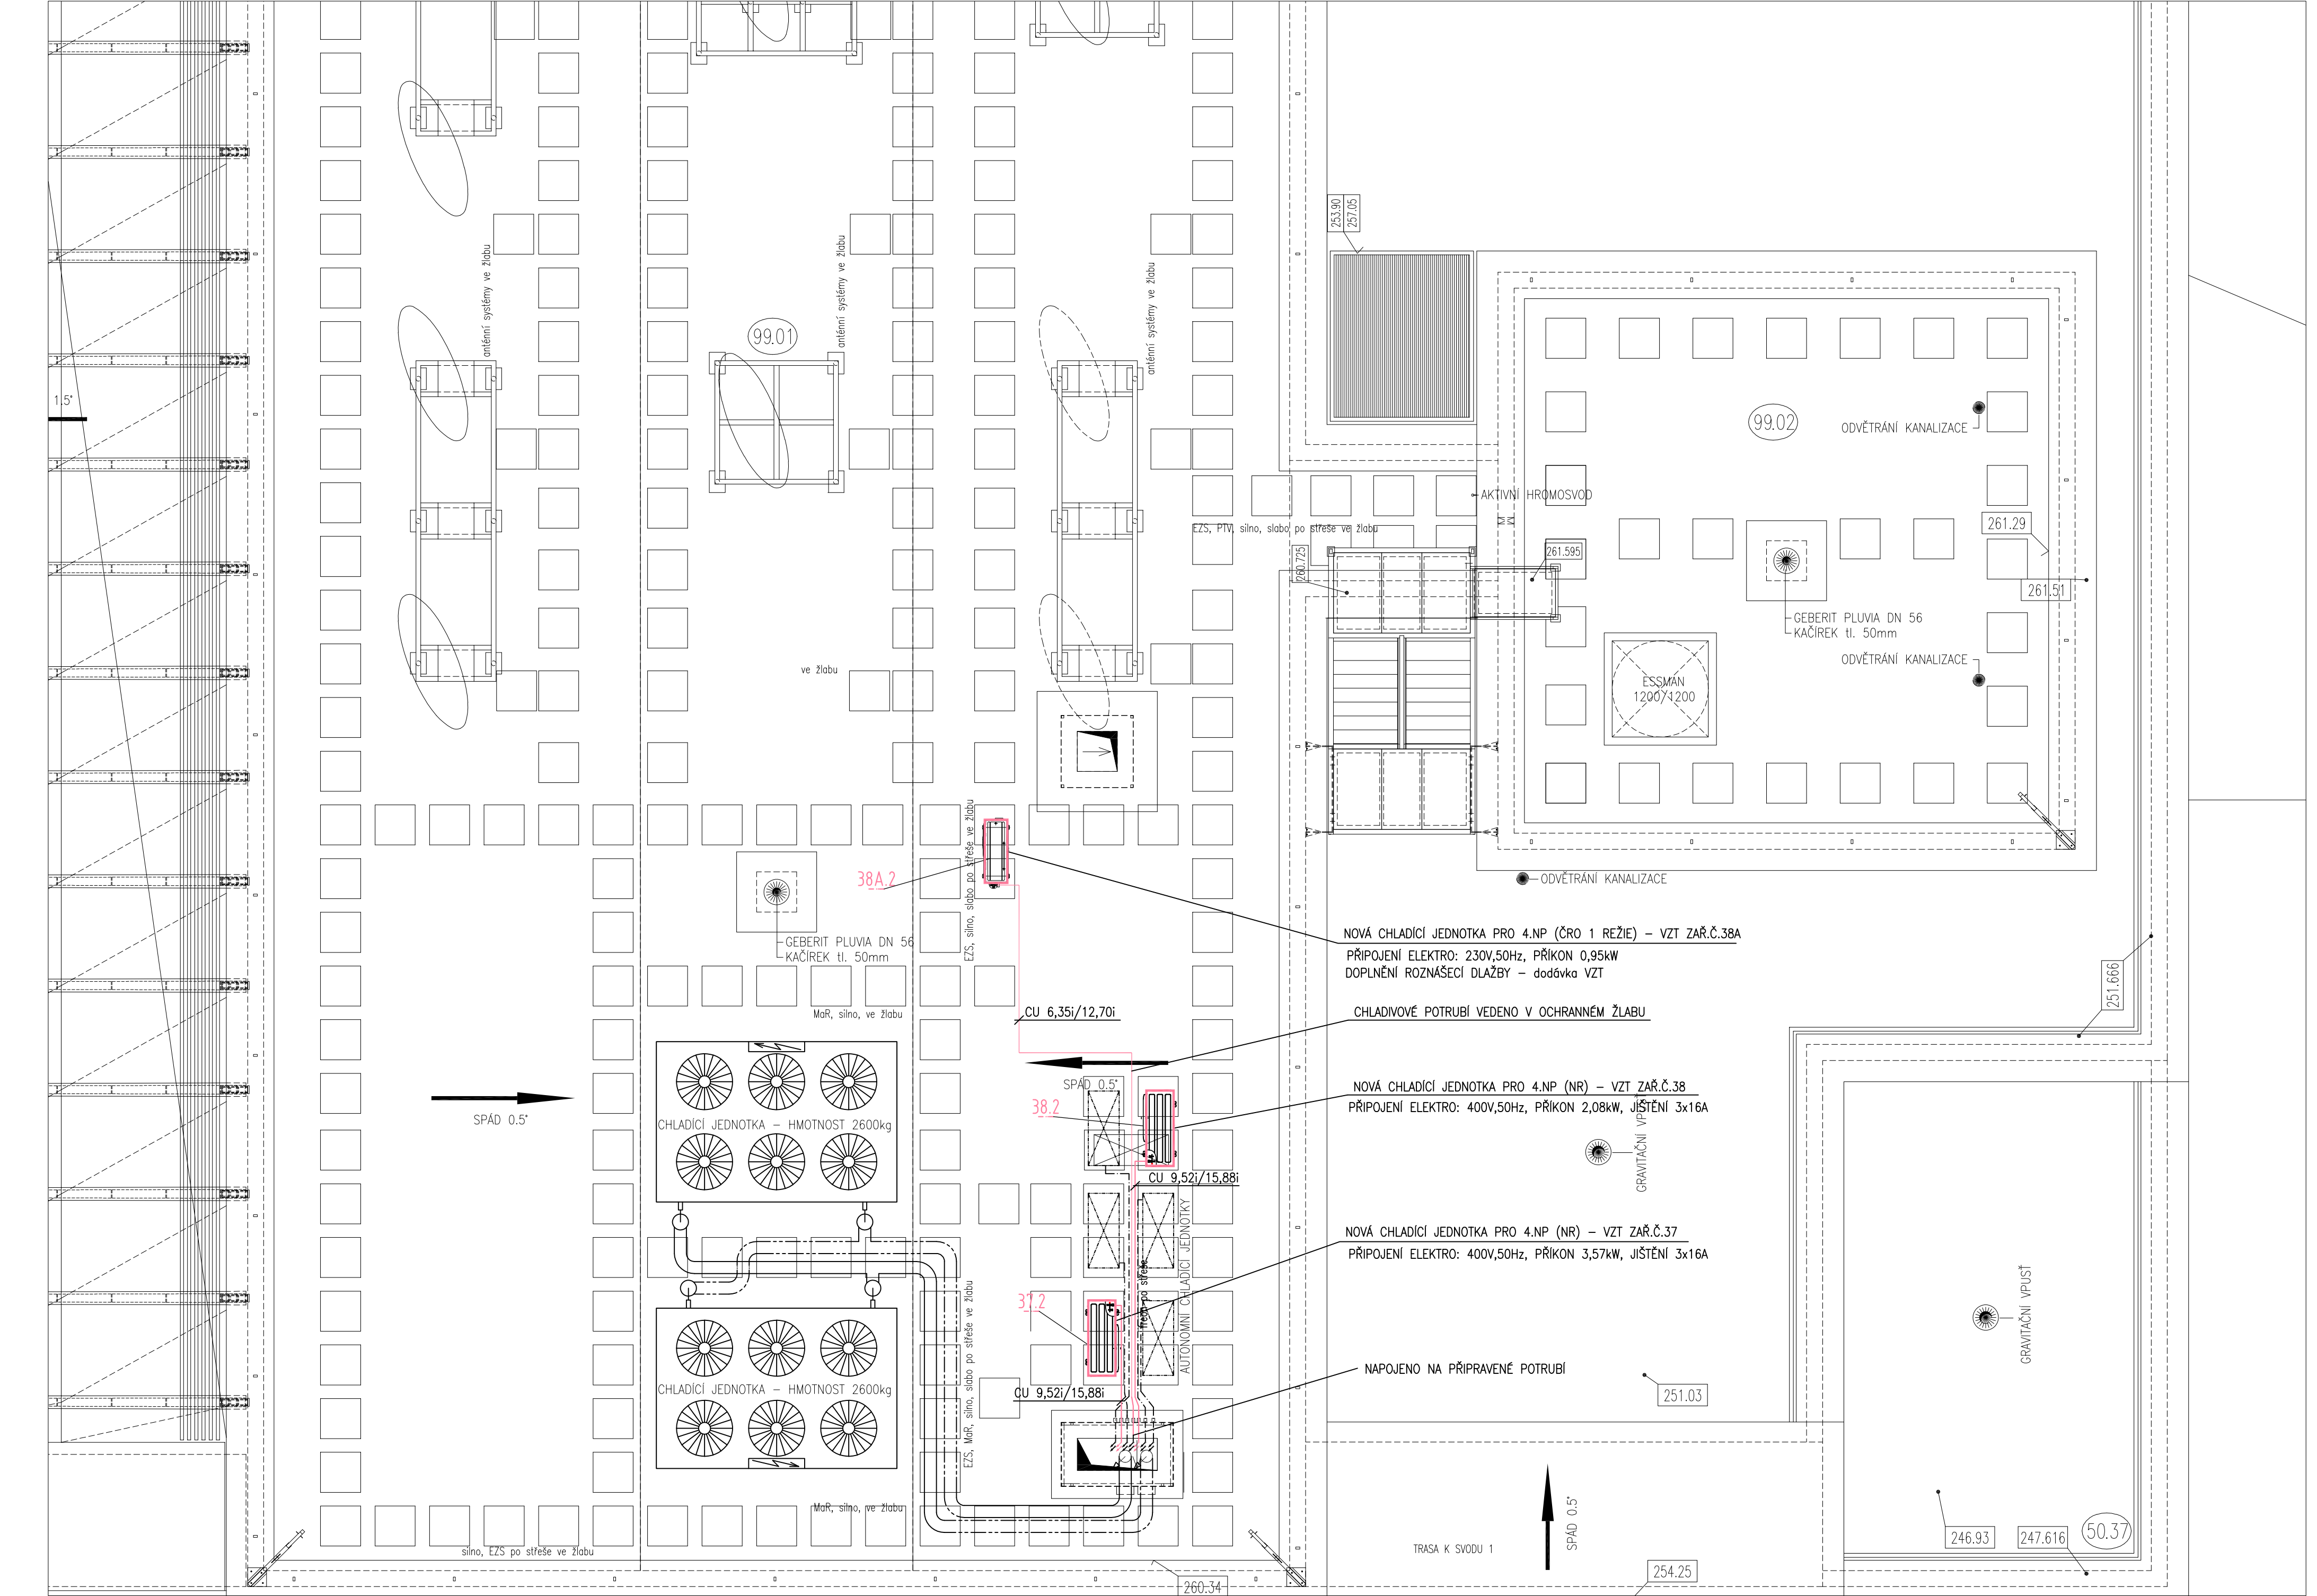 253.90
257.05
anténní systémy ve žlabu
anténní systémy ve žlabu
anténní systémy ve žlabu
99.01
1.5°
99.02
ODVĚTRÁNÍ KANALIZACE
AKTIVNÍ HROMOSVOD
EZS, PTV, silno, slabo po střeše ve žlabu
260.725
261.595
261.29
261.51
GEBERIT PLUVIA DN 56
KAČÍREK tl. 50mm
ODVĚTRÁNÍ KANALIZACE
ESSMAN
1200/1200
ve žlabu
EZS, silno, slabo po střeše ve žlabu
38A.2
ODVĚTRÁNÍ KANALIZACE
GEBERIT PLUVIA DN 56
KAČÍREK tl. 50mm
NOVÁ CHLADÍCÍ JEDNOTKA PRO 4.NP (ČRO 1 REŽIE) – VZT ZAŘ.Č.38A
PŘIPOJENÍ ELEKTRO: 230V,50Hz, PŘÍKON 0,95kW
DOPLNĚNÍ ROZNÁŠECÍ DLAŽBY – dodávka VZT
251.666
MaR, silno, ve žlabu
CU 6,35i/12,70i
CHLADIVOVÉ POTRUBÍ VEDENO V OCHRANNÉM ŽLABU
SPÁD 0.5°
SPÁD 0.5°
38.2
NOVÁ CHLADÍCÍ JEDNOTKA PRO 4.NP (NR) – VZT ZAŘ.Č.38
PŘIPOJENÍ ELEKTRO: 400V,50Hz, PŘÍKON 2,08kW, JIŠTĚNÍ 3x16A
CHLADÍCÍ JEDNOTKA – HMOTNOST 2600kg
GRAVITAČNÍ VPUSŤ
CU 9,52i/15,88i
AUTONOMNÍ CHLADÍCÍ JEDNOTKY
NOVÁ CHLADÍCÍ JEDNOTKA PRO 4.NP (NR) – VZT ZAŘ.Č.37
PŘIPOJENÍ ELEKTRO: 400V,50Hz, PŘÍKON 3,57kW, JIŠTĚNÍ 3x16A
po střeše
37.2
EZS, MaR, silno, slabo po střeše ve žlabu
GRAVITAČNÍ VPUSŤ
CHLADÍCÍ JEDNOTKA – HMOTNOST 2600kg
CU 9,52i/15,88i
NAPOJENO NA PŘIPRAVENÉ POTRUBÍ
251.03
MaR, silno, ve žlabu
SPÁD 0.5°
246.93
247.616
50.37
silno, EZS po střeše ve žlabu
TRASA K SVODU 1
254.25
260.34